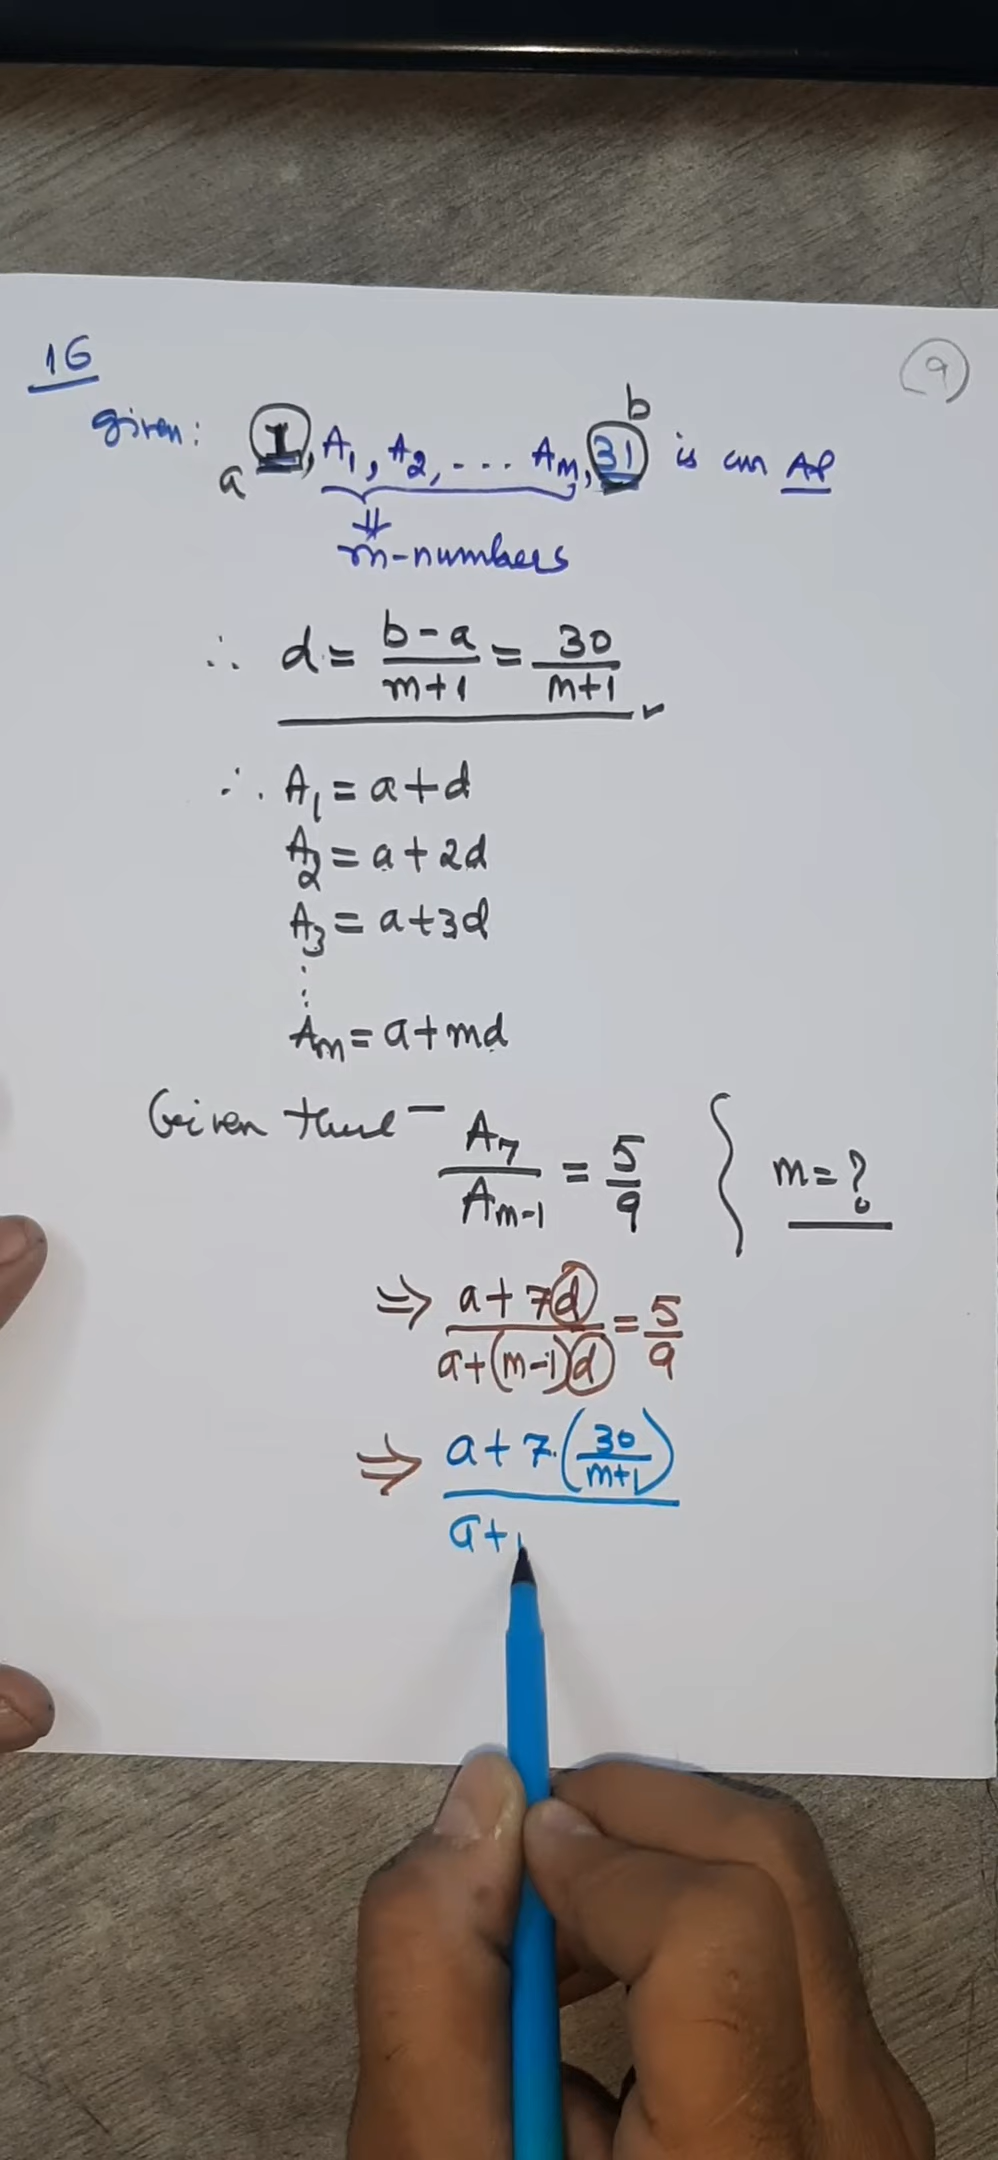 16
9
b
given: 1, A₁, A₂, .... Aₘ, 31 is an AP
a
m-numbers
∴ d = (b-a)/(m+1) = 30/(m+1) ✓
∴ A₁ = a+d
A₂ = a+2d
A₃ = a+3d
⋮
Aₘ = a+md
Given that - A₇/Aₘ₋₁ = 5/9 { m=?
⇒ (a+7d)/(a+(m-1)d) = 5/9
⇒ (a+7.(30/(m+1)))/(a+